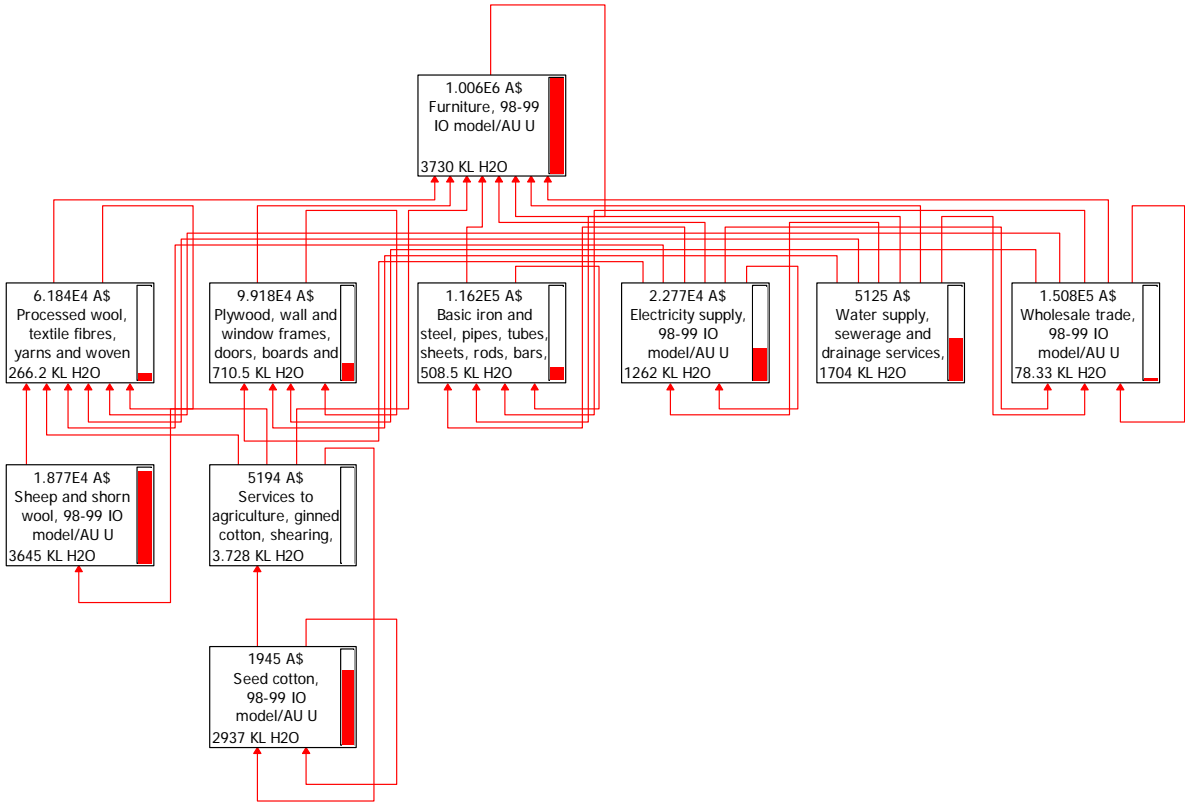 1.006E6 A$
Furniture, 98-99
IO model/AU U
3730 KL H2O
6.184E4 A$
Processed wool,
textile fibres,
yarns and woven
266.2 KL H2O
9.918E4 A$
Plywood, wall and
window frames,
doors, boards and
710.5 KL H2O
1.162E5 A$
Basic iron and
steel, pipes, tubes,
sheets, rods, bars,
508.5 KL H2O
2.277E4 A$
Electricity supply,
98-99 IO
model/AU U
1262 KL H2O
5125 A$
Water supply,
sewerage and
drainage services,
1704 KL H2O
1.508E5 A$
Wholesale trade,
98-99 IO
model/AU U
78.33 KL H2O
1.877E4 A$
Sheep and shorn
wool, 98-99 IO
model/AU U
3645 KL H2O
5194 A$
Services to
agriculture, ginned
cotton, shearing,
3.728 KL H2O
1945 A$
Seed cotton,
98-99 IO
model/AU U
2937 KL H2O